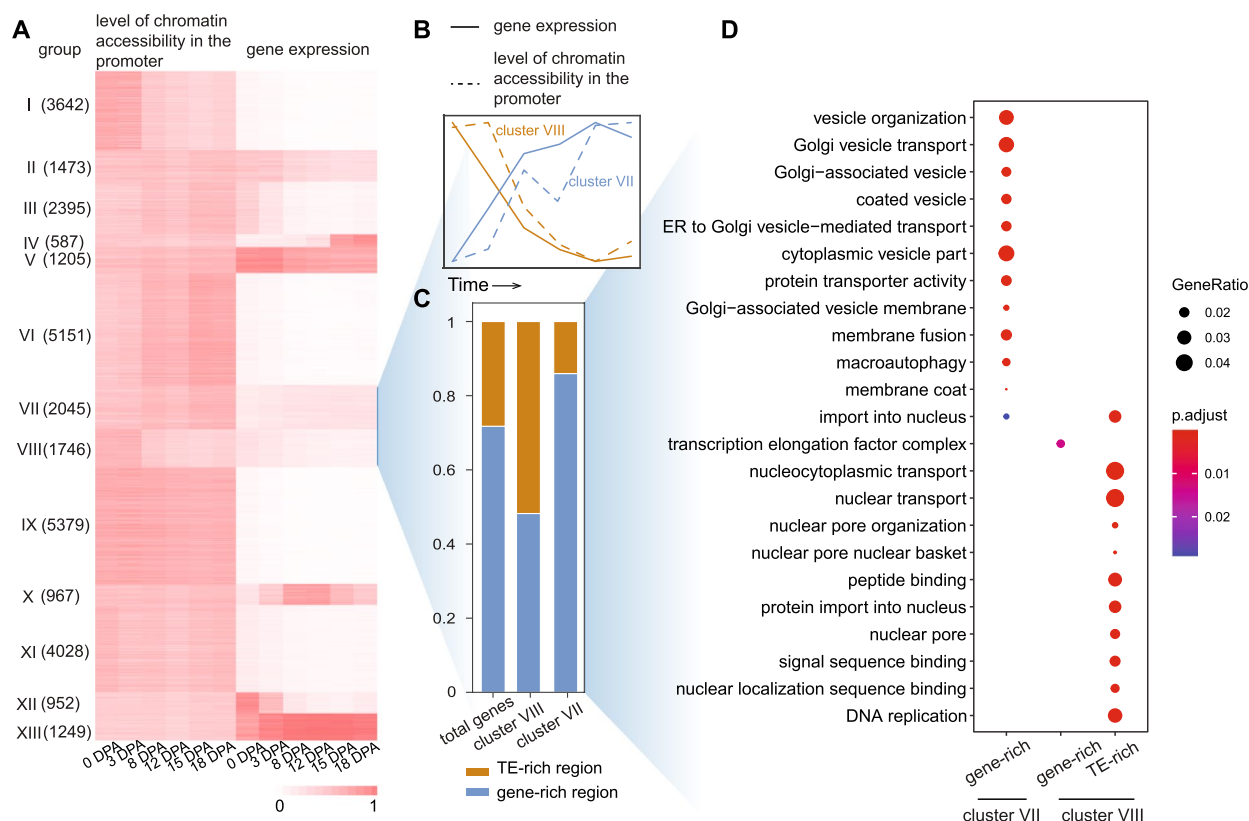 A
group
level of chromatin
accessibility in the
promoter
gene expression
I (3642)
II (1473)
III (2395)
IV (587)
V (1205)
VI (5151)
VII (2045)
VIII(1746)
IX (5379)
X (967)
XI (4028)
XII (952)
XIII(1249)
0 DPA
3 DPA
8 DPA
12 DPA
15 DPA
18 DPA
0 DPA
3 DPA
8 DPA
12 DPA
15 DPA
18 DPA
0
1
B
gene expression
level of chromatin
accessibility in the
promoter
cluster VIII
cluster VII
Time
C
1
0.8
0.6
0.4
0.2
0
total genes
cluster VIII
cluster VII
TE-rich region
gene-rich region
D
vesicle organization
Golgi vesicle transport
Golgi−associated vesicle
coated vesicle
ER to Golgi vesicle−mediated transport
cytoplasmic vesicle part
protein transporter activity
Golgi−associated vesicle membrane
membrane fusion
macroautophagy
membrane coat
import into nucleus
transcription elongation factor complex
nucleocytoplasmic transport
nuclear transport
nuclear pore organization
nuclear pore nuclear basket
peptide binding
protein import into nucleus
nuclear pore
signal sequence binding
nuclear localization sequence binding
DNA replication
gene-rich
gene-rich
TE-rich
cluster VII
cluster VIII
GeneRatio
0.02
0.03
0.04
p.adjust
0.01
0.02